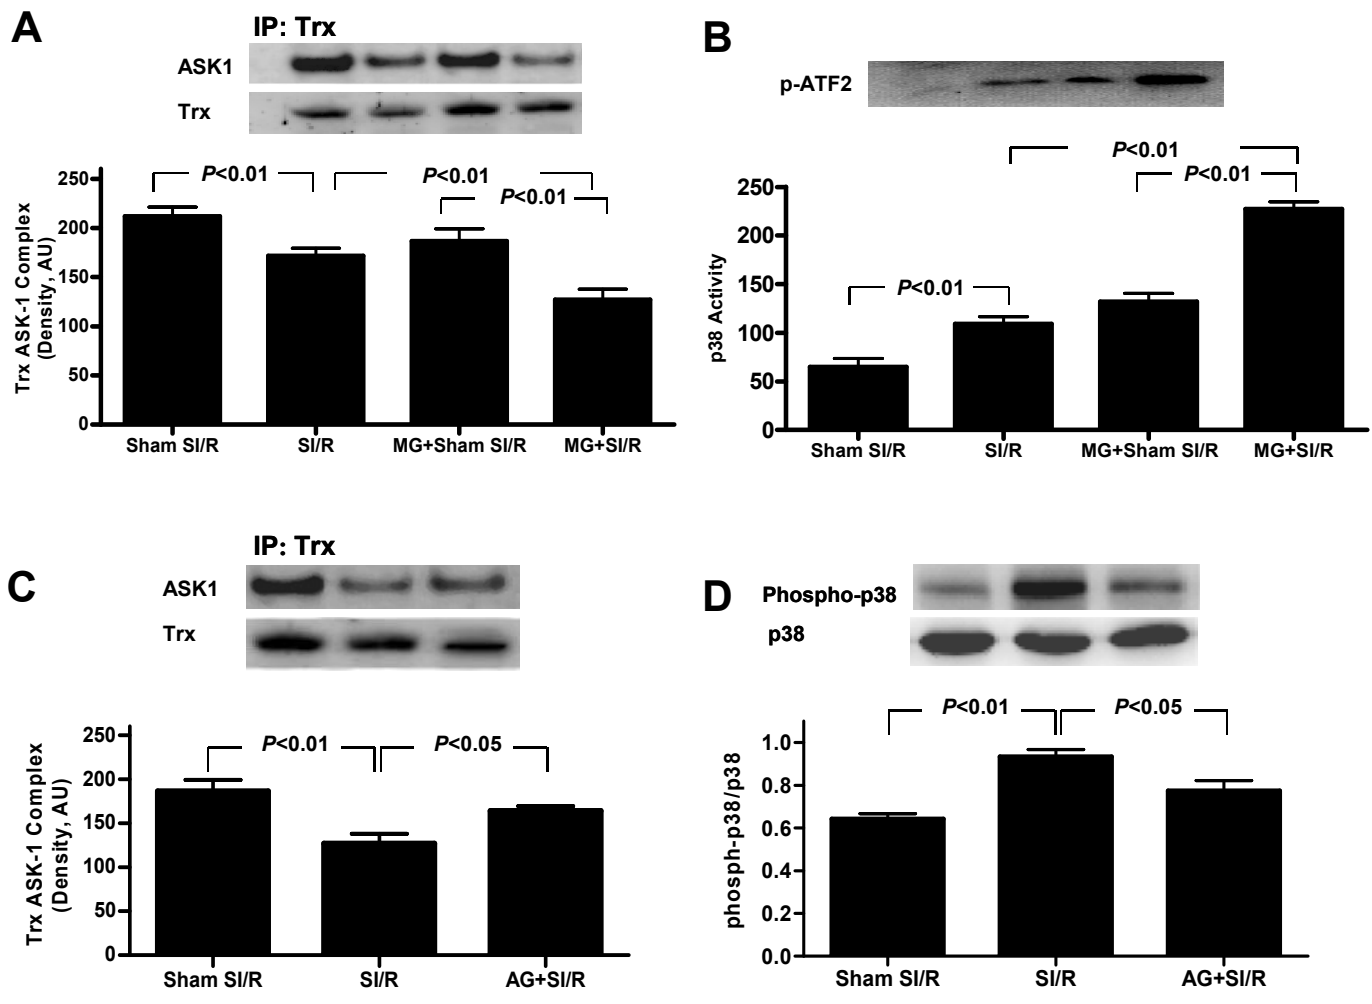 A
IP: Trx
ASK1
Trx
Trx ASK-1 Complex
(Density, AU)
250
200
150
100
50
0
P<0.01
P<0.01
P<0.01
Sham SI/R
SI/R
MG+Sham SI/R
MG+SI/R
B
p-ATF2
p38 Activity
250
200
150
100
50
0
P<0.01
P<0.01
P<0.01
Sham SI/R
SI/R
MG+Sham SI/R
MG+SI/R
C
IP: Trx
ASK1
Trx
Trx ASK-1 Complex
(Density, AU)
250
200
150
100
50
0
P<0.01
P<0.05
Sham SI/R
SI/R
AG+SI/R
D
Phospho-p38
p38
phosph-p38/p38
1.0
0.8
0.6
0.4
0.2
0.0
P<0.01
P<0.05
Sham SI/R
SI/R
AG+SI/R